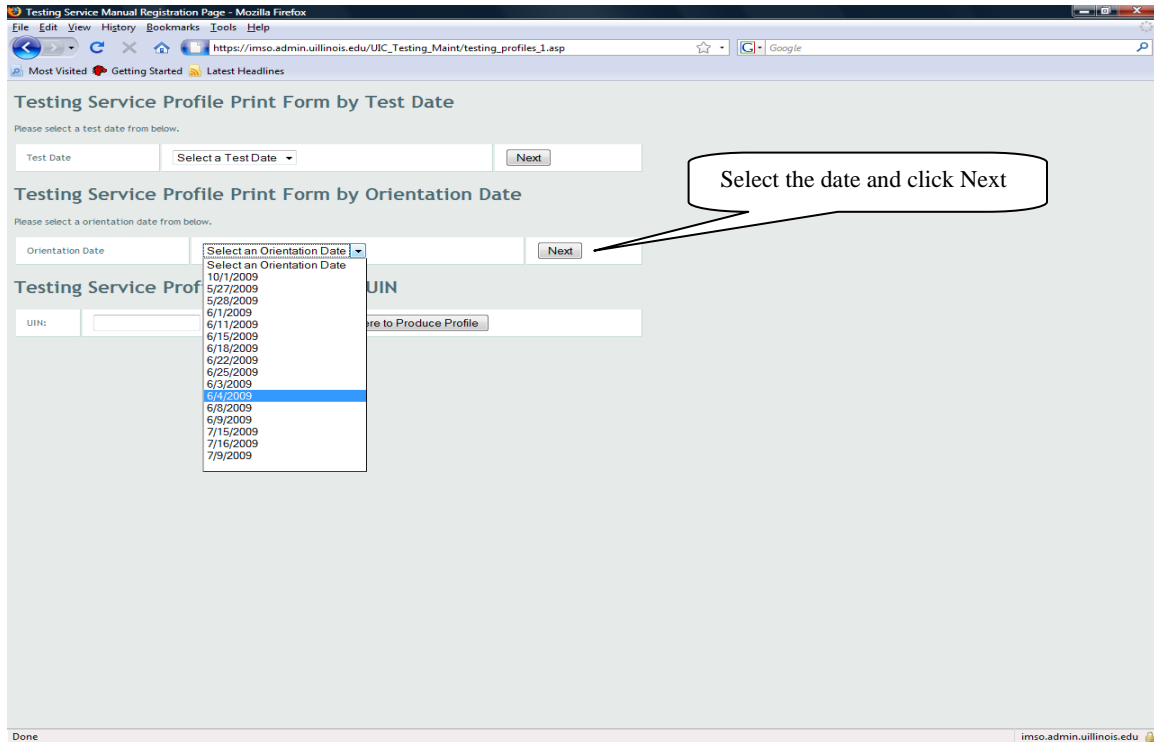 Testing Service Manual Registration Page - Mozilla Firefox
File Edit View History Bookmarks Tools Help
https://imso.admin.uillinois.edu/UIC_Testing_Maint/testing_profiles_1.asp
G Google
Most Visited Getting Started Latest Headlines
Testing Service Profile Print Form by Test Date
Please select a test date from below.
Test Date Select a Test Date Next
Select the date and click Next
Testing Service Profile Print Form by Orientation Date
Please select a orientation date from below.
Orientation Date Select an Orientation Date Next
Select an Orientation Date
10/1/2009
Testing Service Prof UIN
5/27/2009
5/28/2009
6/1/2009
UIN: ere to Produce Profile
6/11/2009
6/15/2009
6/18/2009
6/22/2009
6/25/2009
6/3/2009
6/4/2009
6/8/2009
6/9/2009
7/15/2009
7/16/2009
7/9/2009
Done imso.admin.uillinois.edu